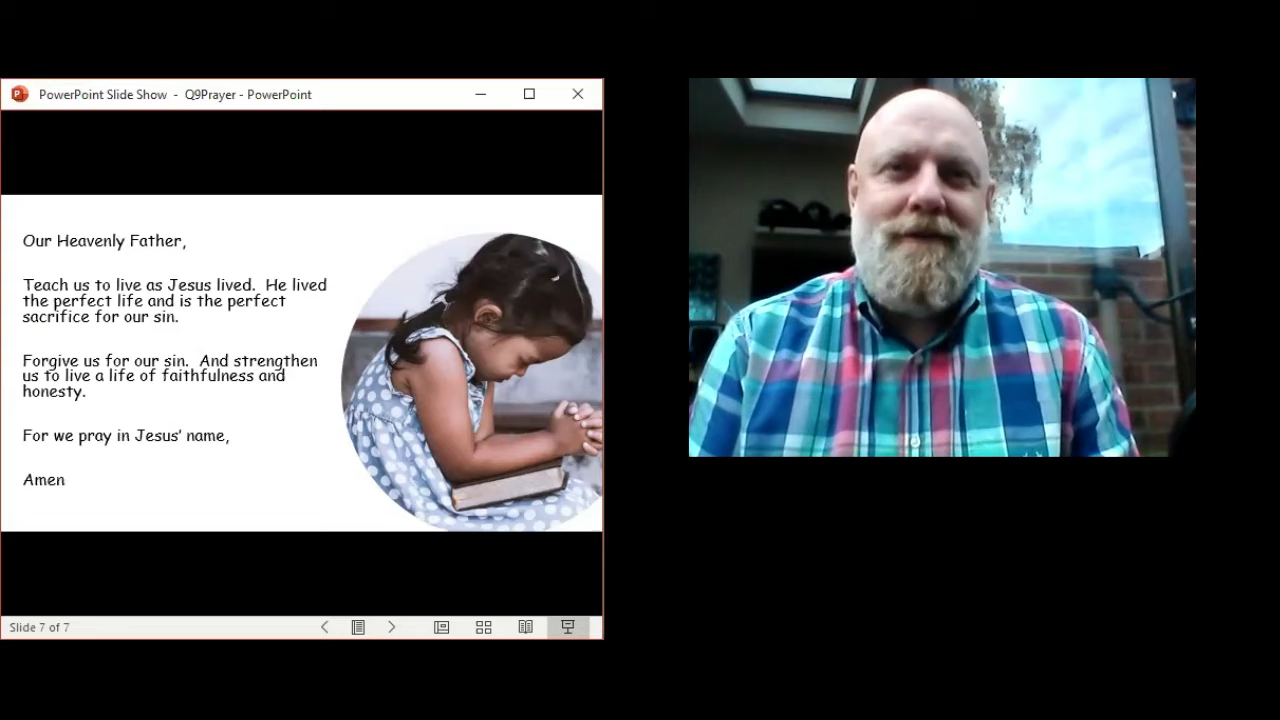 PowerPoint Slide Show - Q9Prayer - PowerPoint
Our Heavenly Father,
Teach us to live as Jesus lived. He lived
the perfect life and is the perfect
sacrifice for our sin.
Forgive us for our sin. And strengthen
us to live a life of faithfulness and
honesty.
For we pray in Jesus' name,
Amen
Slide 7 of 7